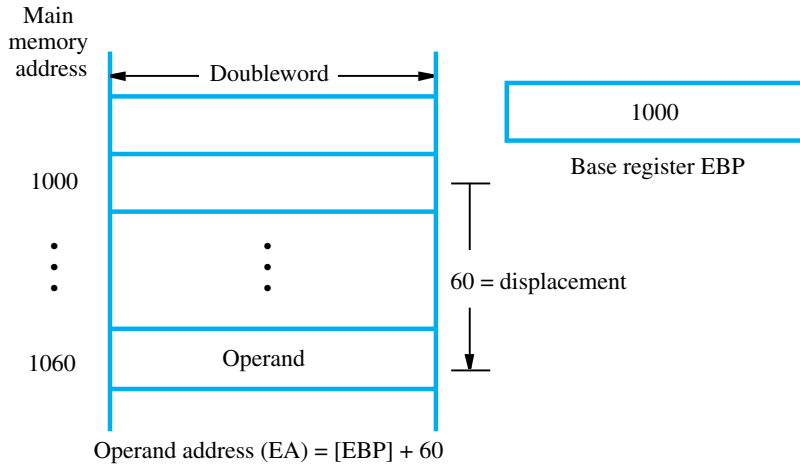 Main
memory
address
Doubleword
1000
Base register EBP
1000
60 = displacement
1060
Operand
Operand address (EA) = [EBP] + 60